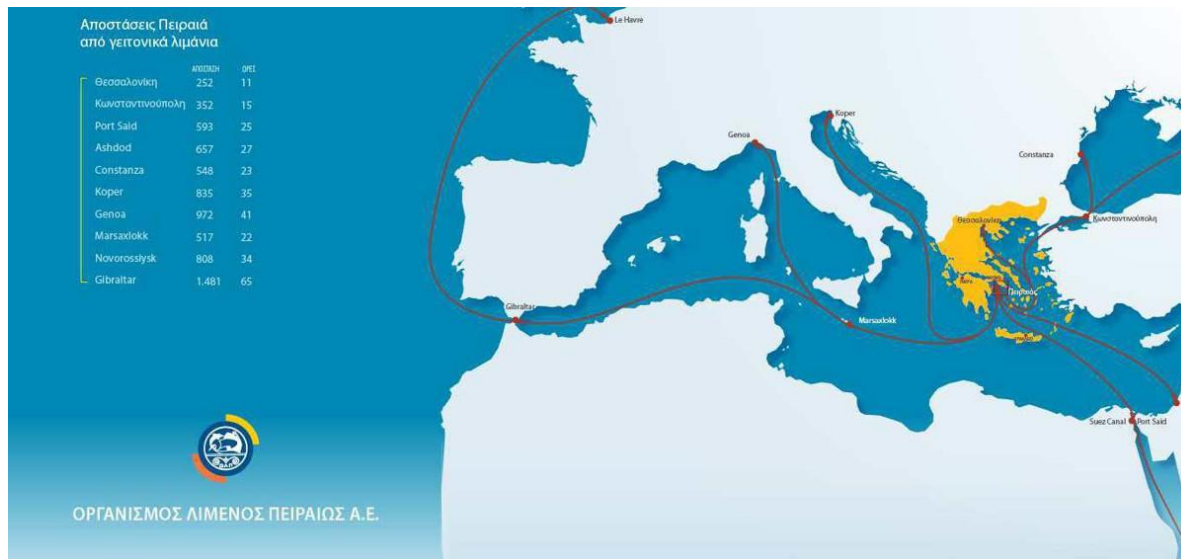 Αποστάσεις Πειραιά
από γειτονικά λιμάνια
ΑΠΟΣΤΑΣΗ ΩΡΕΣ
Θεσσαλονίκη 252 11
Κωνσταντινούπολη 352 15
Port Said 593 25
Ashdod 657 27
Constanza 548 23
Koper 835 35
Genoa 972 41
Marsaxlokk 517 22
Novorossiysk 808 34
Gibraltar 1.481 65
Le Havre
Koper
Genoa
Constanza
Κωνσταντινούπολη
Θεσσαλονίκη
Πειραιάς
Gibraltar
Marsaxlokk
Suez Canal Port Said
ΟΡΓΑΝΙΣΜΟΣ ΛΙΜΕΝΟΣ ΠΕΙΡΑΙΩΣ Α.Ε.